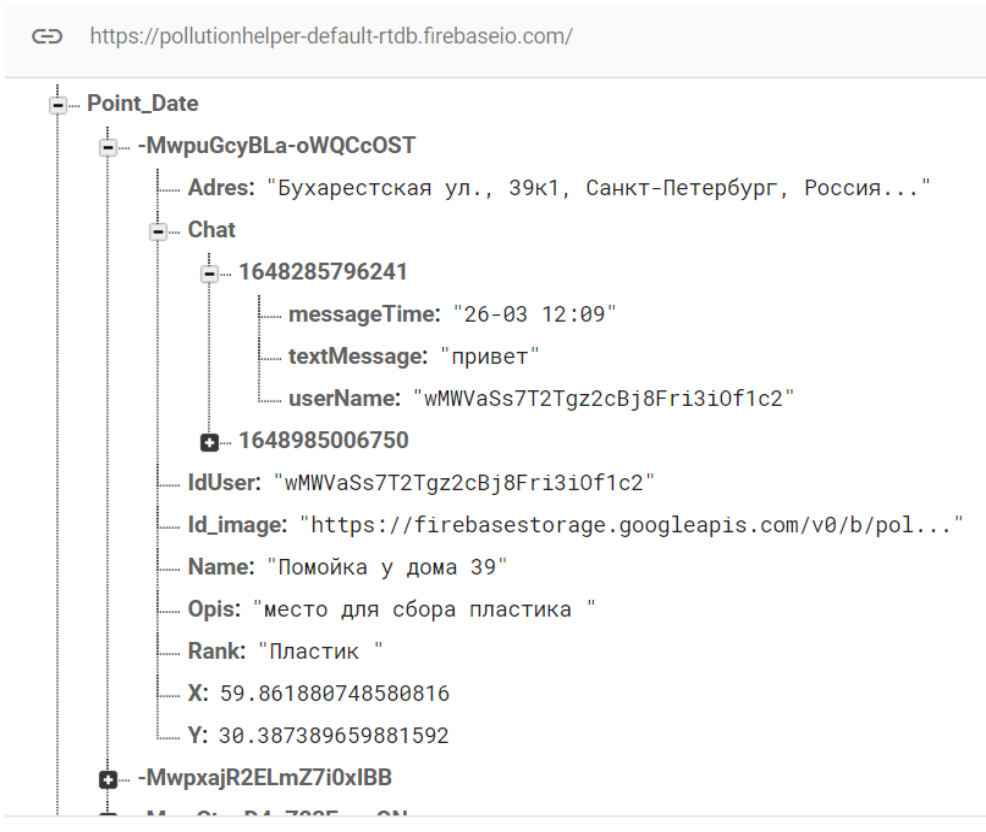 https://pollutionhelper-default-rtdb.firebaseio.com/
Point_Date
-MwpuGcyBLa-oWQCcOST
Adres: "Бухарестская ул., 39к1, Санкт-Петербург, Россия..."
Chat
1648285796241
messageTime: "26-03 12:09"
textMessage: "привет"
userName: "wMWVaSs7T2Tgz2cBj8Fri3iOf1c2"
1648985006750
IdUser: "wMWVaSs7T2Tgz2cBj8Fri3iOf1c2"
Id_image: "https://firebasestorage.googleapis.com/v0/b/pol..."
Name: "Помойка у дома 39"
Opis: "место для сбора пластика "
Rank: "Пластик "
X: 59.861880748580816
Y: 30.387389659881592
-MwpxajR2ELmZ7i0xIBB